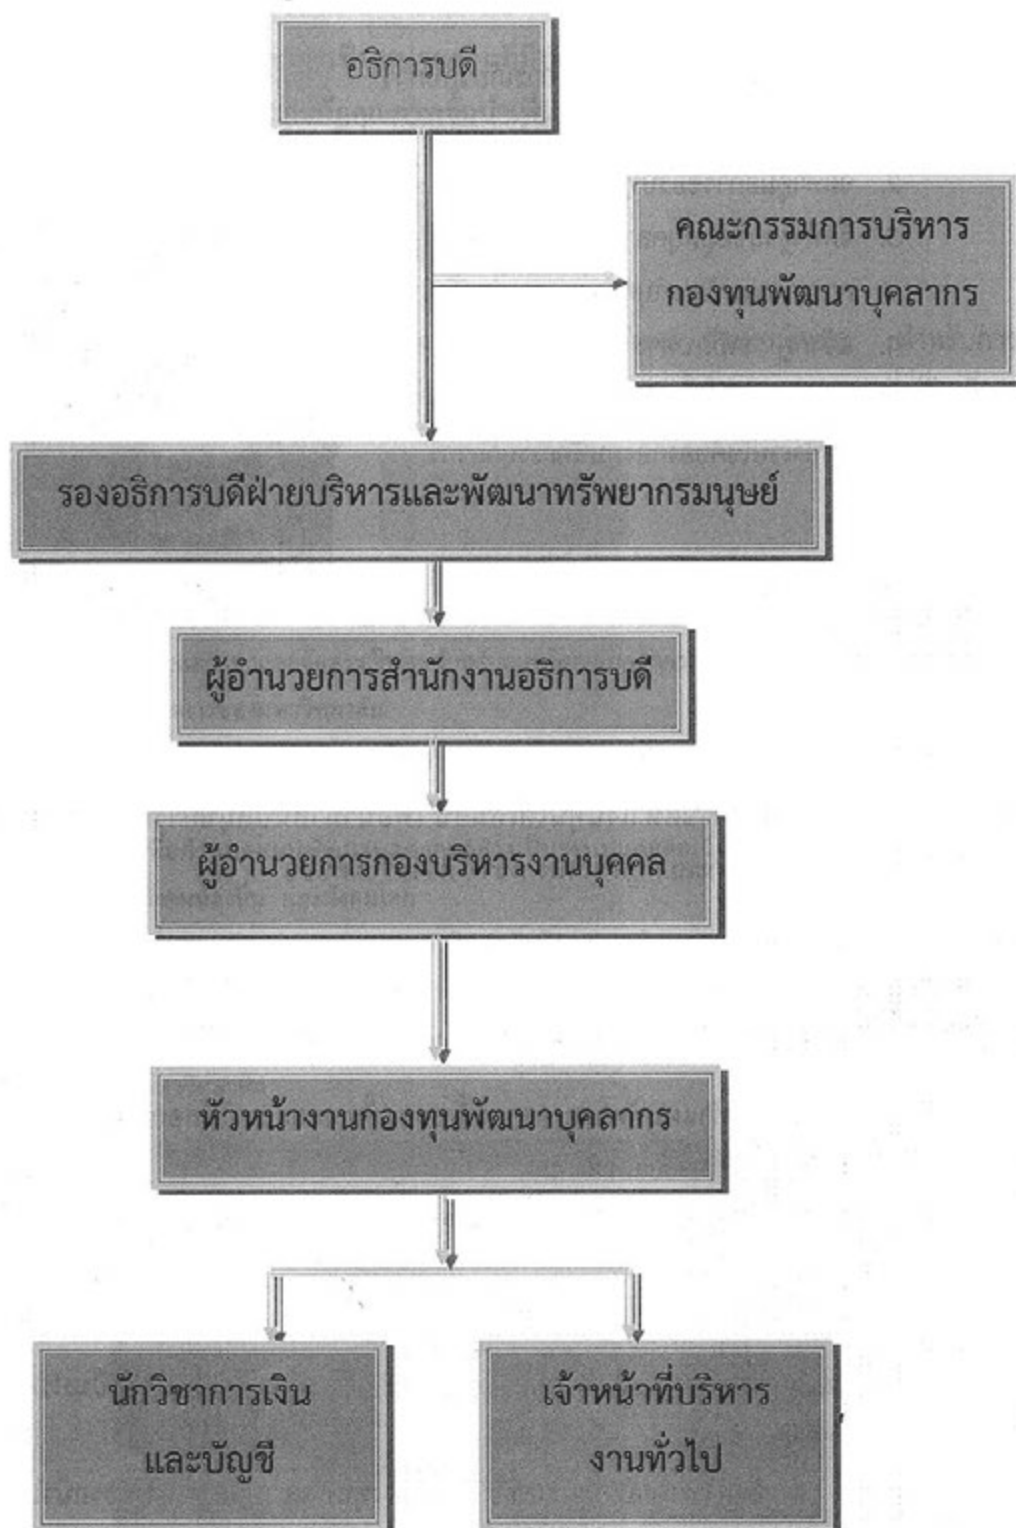 อธิการบดี
คณะกรรมการบริหาร
กองทุนพัฒนาบุคลากร
รองอธิการบดีฝ่ายบริหารและพัฒนาทรัพยากรมนุษย์
ผู้อำนวยการสำนักงานอธิการบดี
ผู้อำนวยการกองบริหารงานบุคคล
หัวหน้างานกองทุนพัฒนาบุคลากร
นักวิชาการเงิน
และบัญชี
เจ้าหน้าที่บริหาร
งานทั่วไป